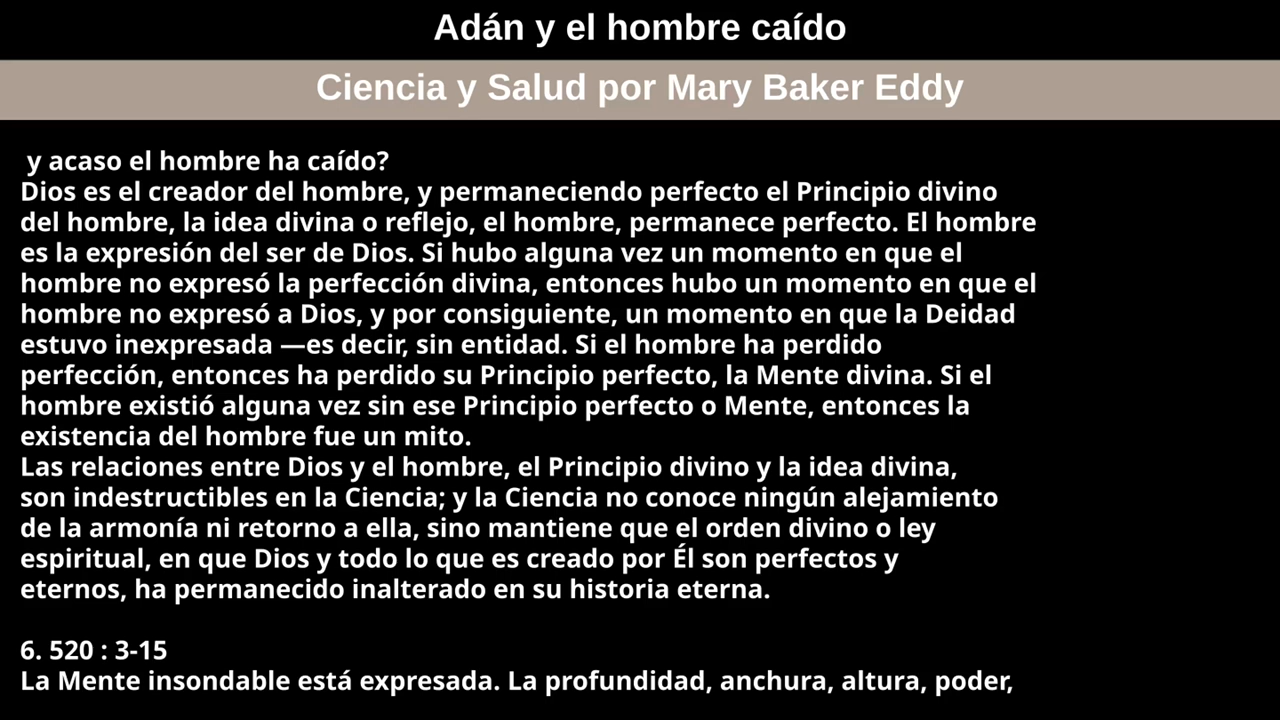 Adán y el hombre caído
Ciencia y Salud por Mary Baker Eddy
y acaso el hombre ha caído?
Dios es el creador del hombre, y permaneciendo perfecto el Principio divino
del hombre, la idea divina o reflejo, el hombre, permanece perfecto. El hombre
es la expresión del ser de Dios. Si hubo alguna vez un momento en que el
hombre no expresó la perfección divina, entonces hubo un momento en que el
hombre no expresó a Dios, y por consiguiente, un momento en que la Deidad
estuvo inexpresada —es decir, sin entidad. Si el hombre ha perdido
perfección, entonces ha perdido su Principio perfecto, la Mente divina. Si el
hombre existió alguna vez sin ese Principio perfecto o Mente, entonces la
existencia del hombre fue un mito.
Las relaciones entre Dios y el hombre, el Principio divino y la idea divina,
son indestructibles en la Ciencia; y la Ciencia no conoce ningún alejamiento
de la armonía ni retorno a ella, sino mantiene que el orden divino o ley
espiritual, en que Dios y todo lo que es creado por Él son perfectos y
eternos, ha permanecido inalterado en su historia eterna.
6. 520 : 3-15
La Mente insondable está expresada. La profundidad, anchura, altura, poder,